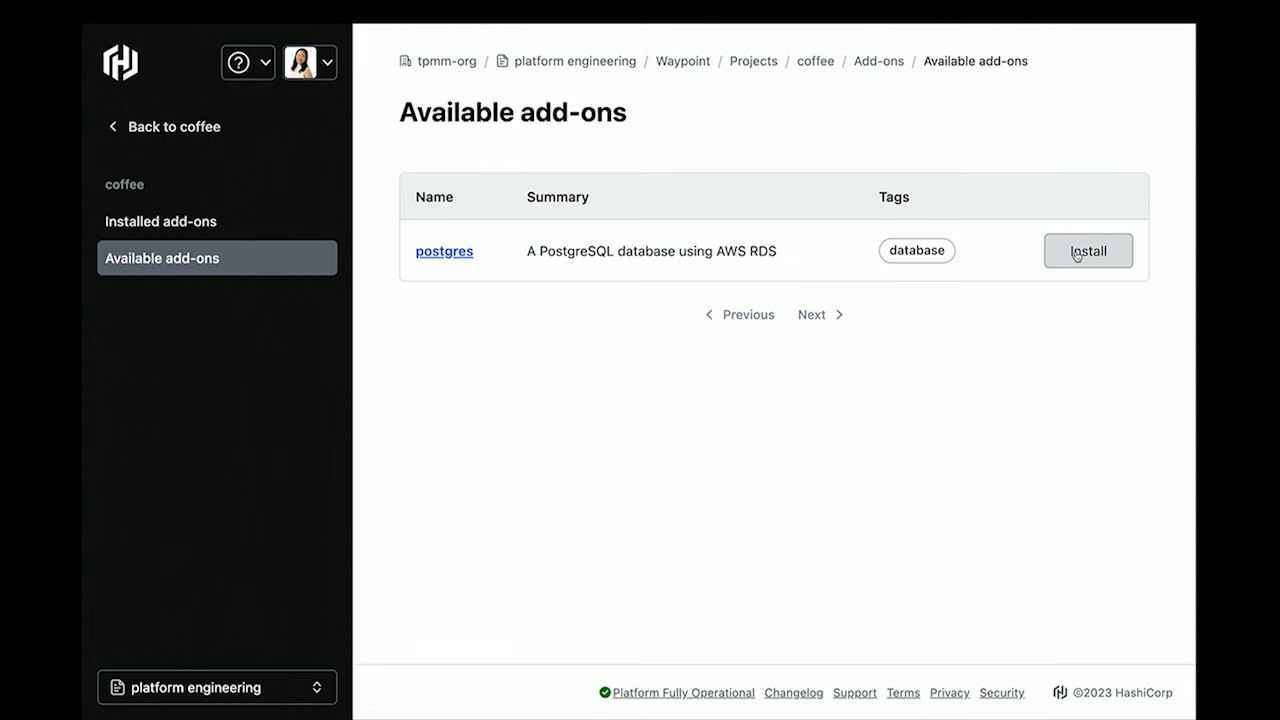 Back to coffee
coffee
Installed add-ons
Available add-ons
platform engineering
tpmm-org / platform engineering / Waypoint / Projects / coffee / Add-ons / Available add-ons
Available add-ons
Name Summary Tags
postgres A PostgreSQL database using AWS RDS database Install
Previous Next
Platform Fully Operational Changelog Support Terms Privacy Security ©2023 HashiCorp